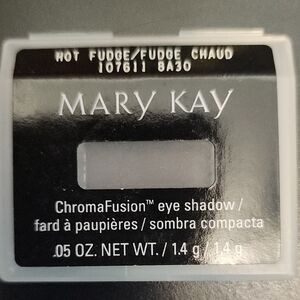 HOT FUDGE/FUDGE CHAUD
107611 8A30
MARY KAY
ChromaFusion™ eye shadow /
fard à paupières / sombra compacta
.05 OZ. NET WT. / 1.4 g / 1.4 g